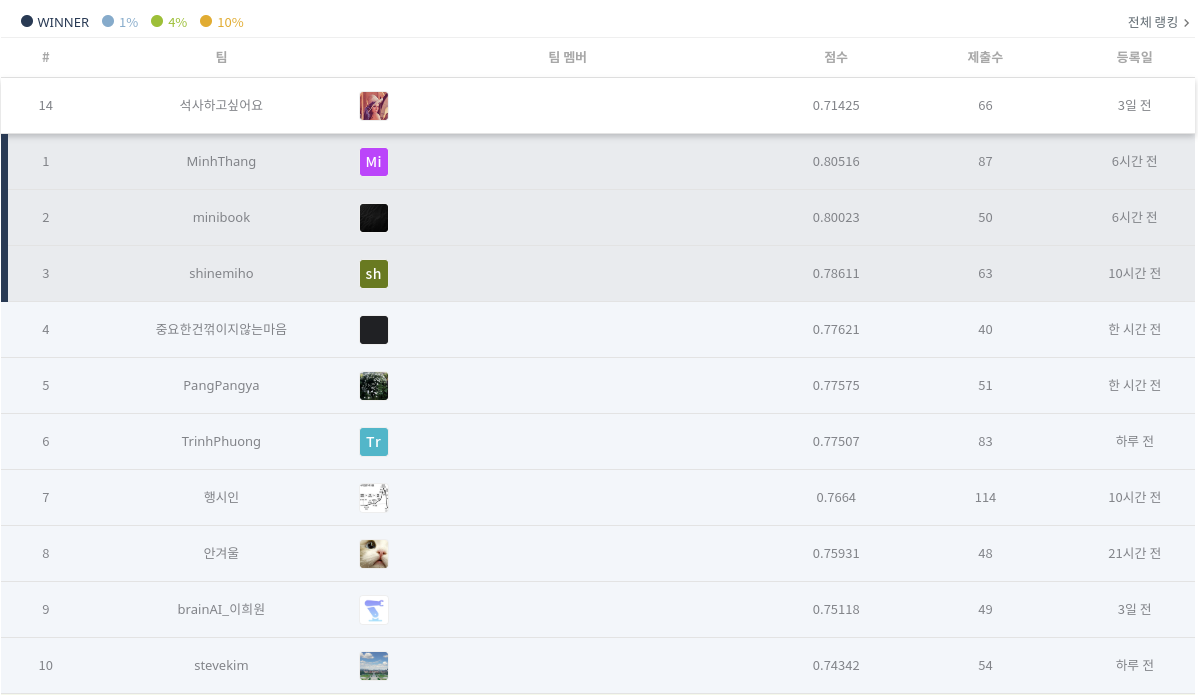 WINNER 1% 4% 10% 전체 랭킹 >
# 팀 팀 멤버 점수 제출수 등록일
14 석사하고싶어요 0.71425 66 3일 전
1 MinhThang Mi 0.80516 87 6시간 전
2 minibook 0.80023 50 6시간 전
3 shinemiho sh 0.78611 63 10시간 전
4 중요한건꺾이지않는마음 0.77621 40 한 시간 전
5 PangPangya 0.77575 51 한 시간 전
6 TrinhPhuong Tr 0.77507 83 하루 전
7 행시인 0.7664 114 10시간 전
8 안겨울 0.75931 48 21시간 전
9 brainAI_이희원 0.75118 49 3일 전
10 stevekim 0.74342 54 하루 전